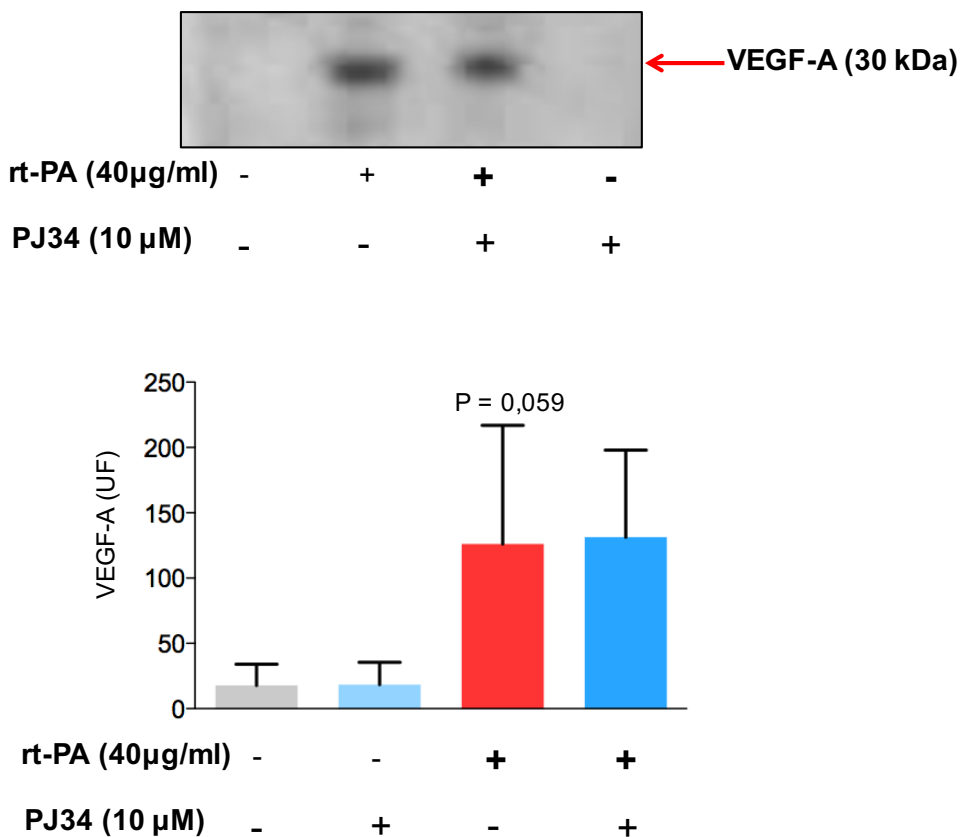 VEGF-A (30 kDa)
rt-PA (40µg/ml) - + + -
PJ34 (10 µM) - - + +
250
P = 0,059
200
150
100
50
0
VEGF-A (UF)
rt-PA (40µg/ml) - - + +
PJ34 (10 µM) - + - +